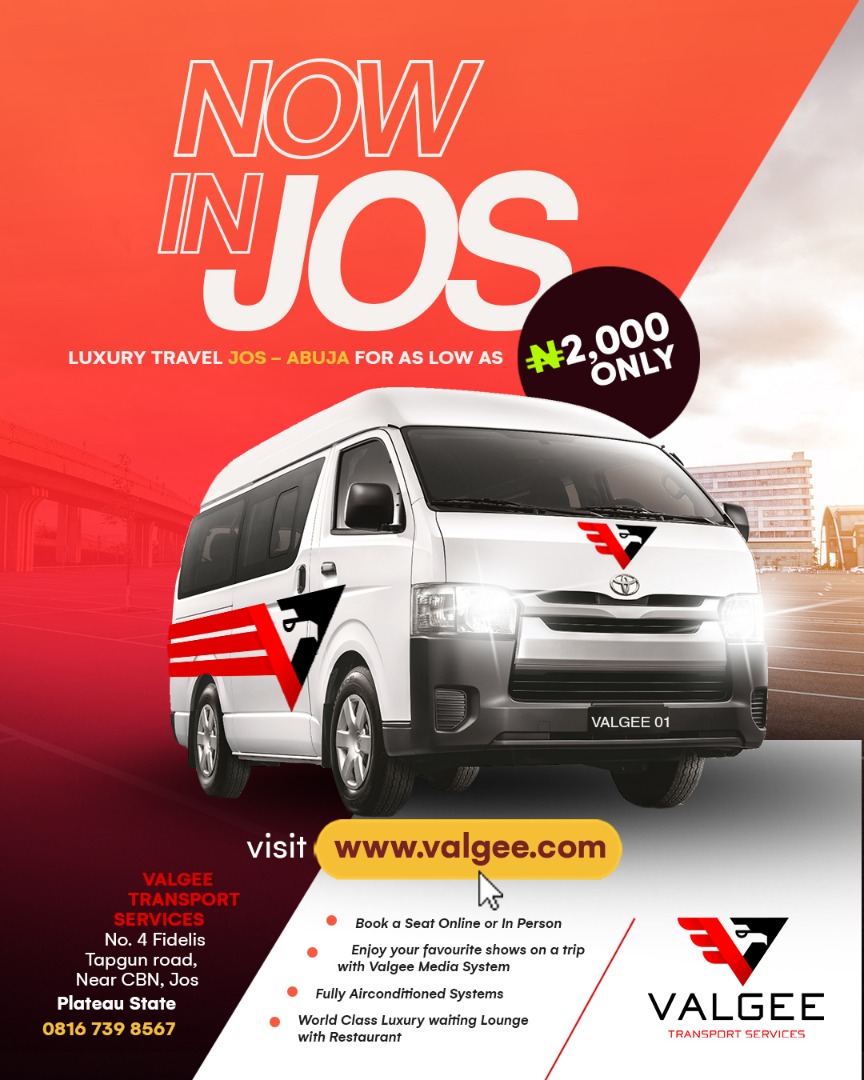 NOW
IN JOS
LUXURY TRAVEL JOS – ABUJA FOR AS LOW AS
₦2,000
ONLY
VALGEE 01
visit www.valgee.com
VALGEE
TRANSPORT
SERVICES
No. 4 Fidelis
Tapgun road,
Near CBN, Jos
Plateau State
0816 739 8567
Book a Seat Online or In Person
Enjoy your favourite shows on a trip
with Valgee Media System
Fully Airconditioned Systems
World Class Luxury waiting Lounge
with Restaurant
VALGEE
TRANSPORT SERVICES